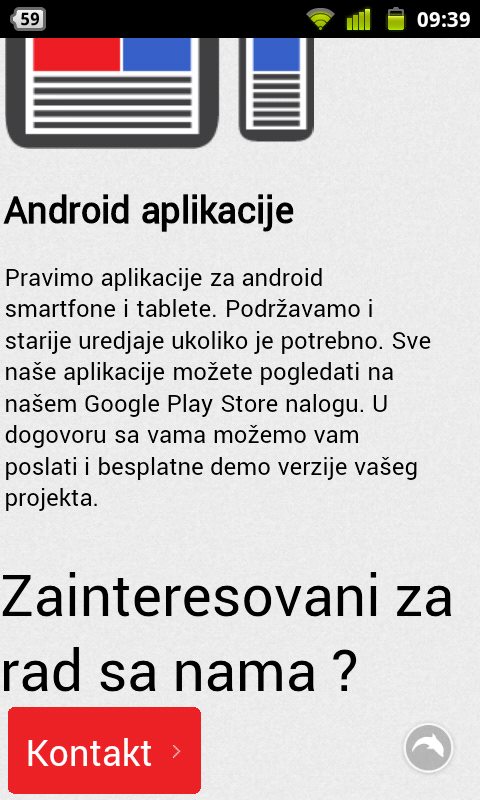 59
09:39
Android aplikacije
Pravimo aplikacije za android
smartfone i tablete. Podržavamo i
starije uredjaje ukoliko je potrebno. Sve
naše aplikacije možete pogledati na
našem Google Play Store nalogu. U
dogovoru sa vama možemo vam
poslati i besplatne demo verzije vašeg
projekta.
Zainteresovani za
rad sa nama ?
Kontakt